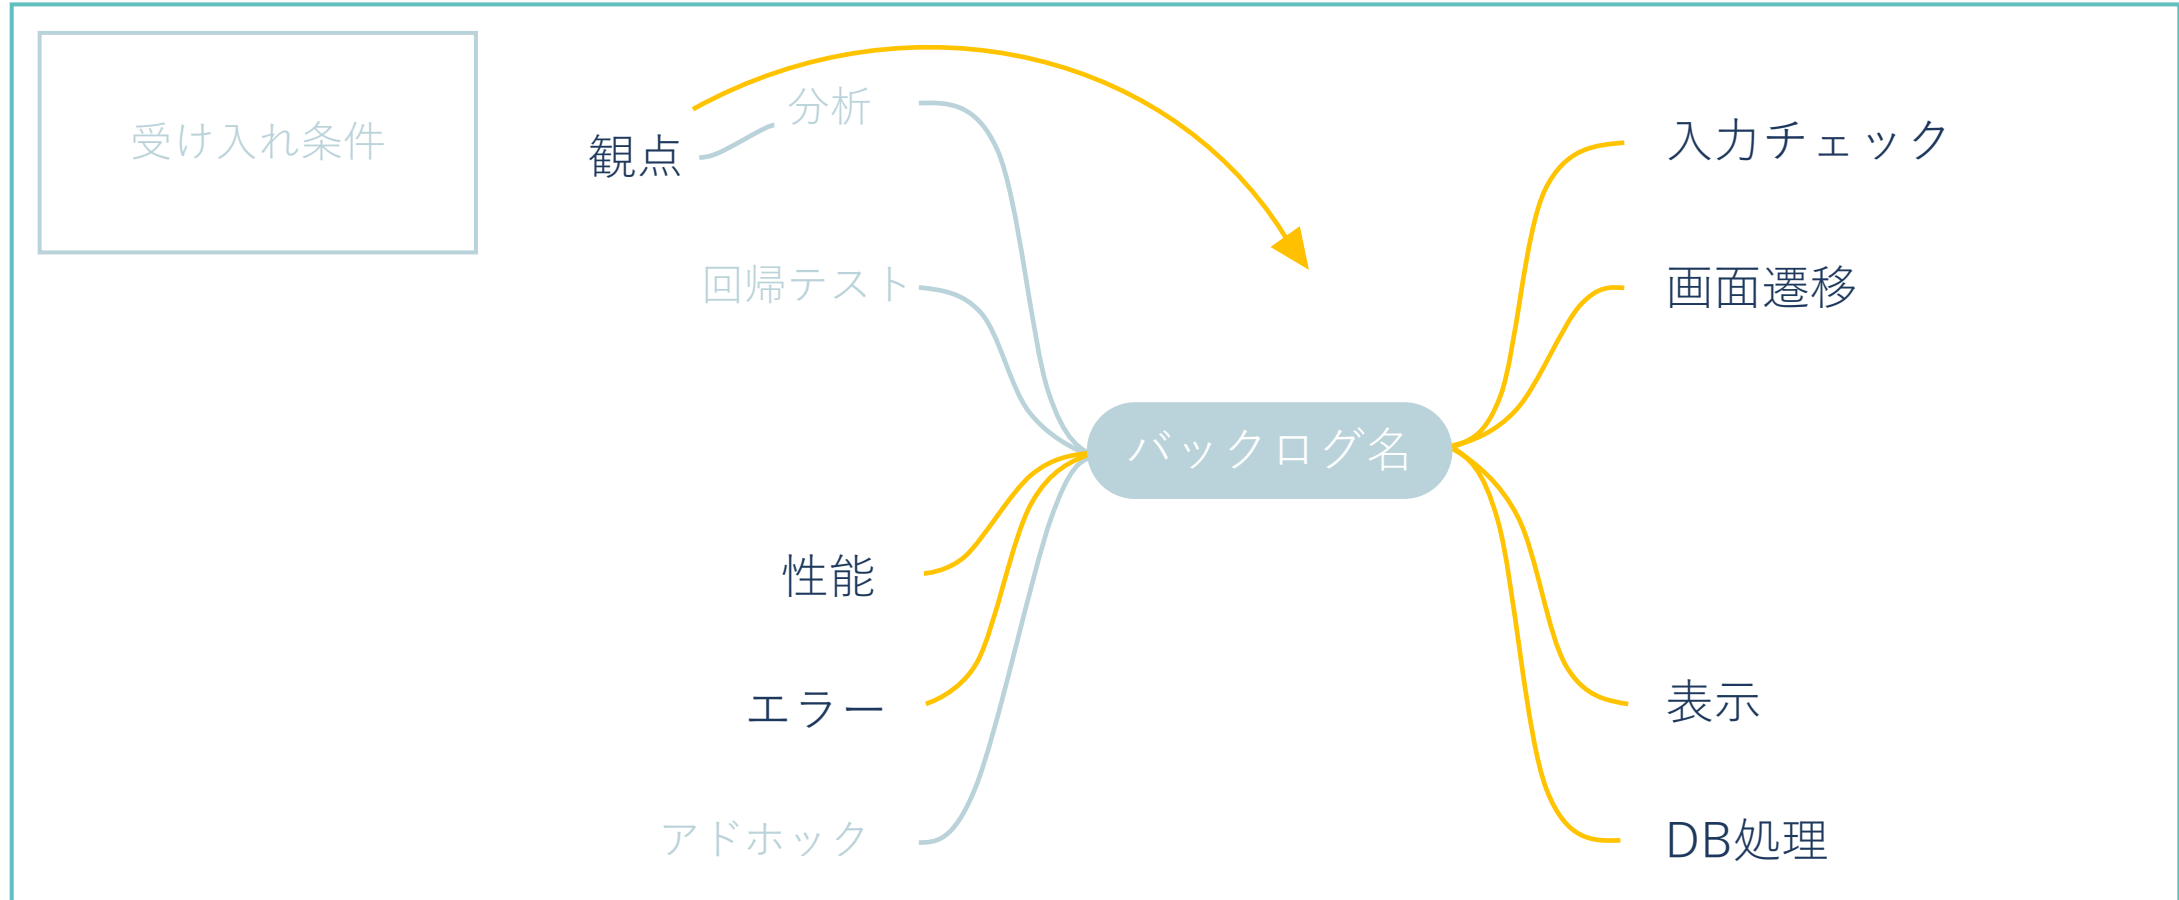 受け入れ条件
分析
観点
回帰テスト
性能
エラー
アドホック
バックログ名
入力チェック
画面遷移
表示
DB処理